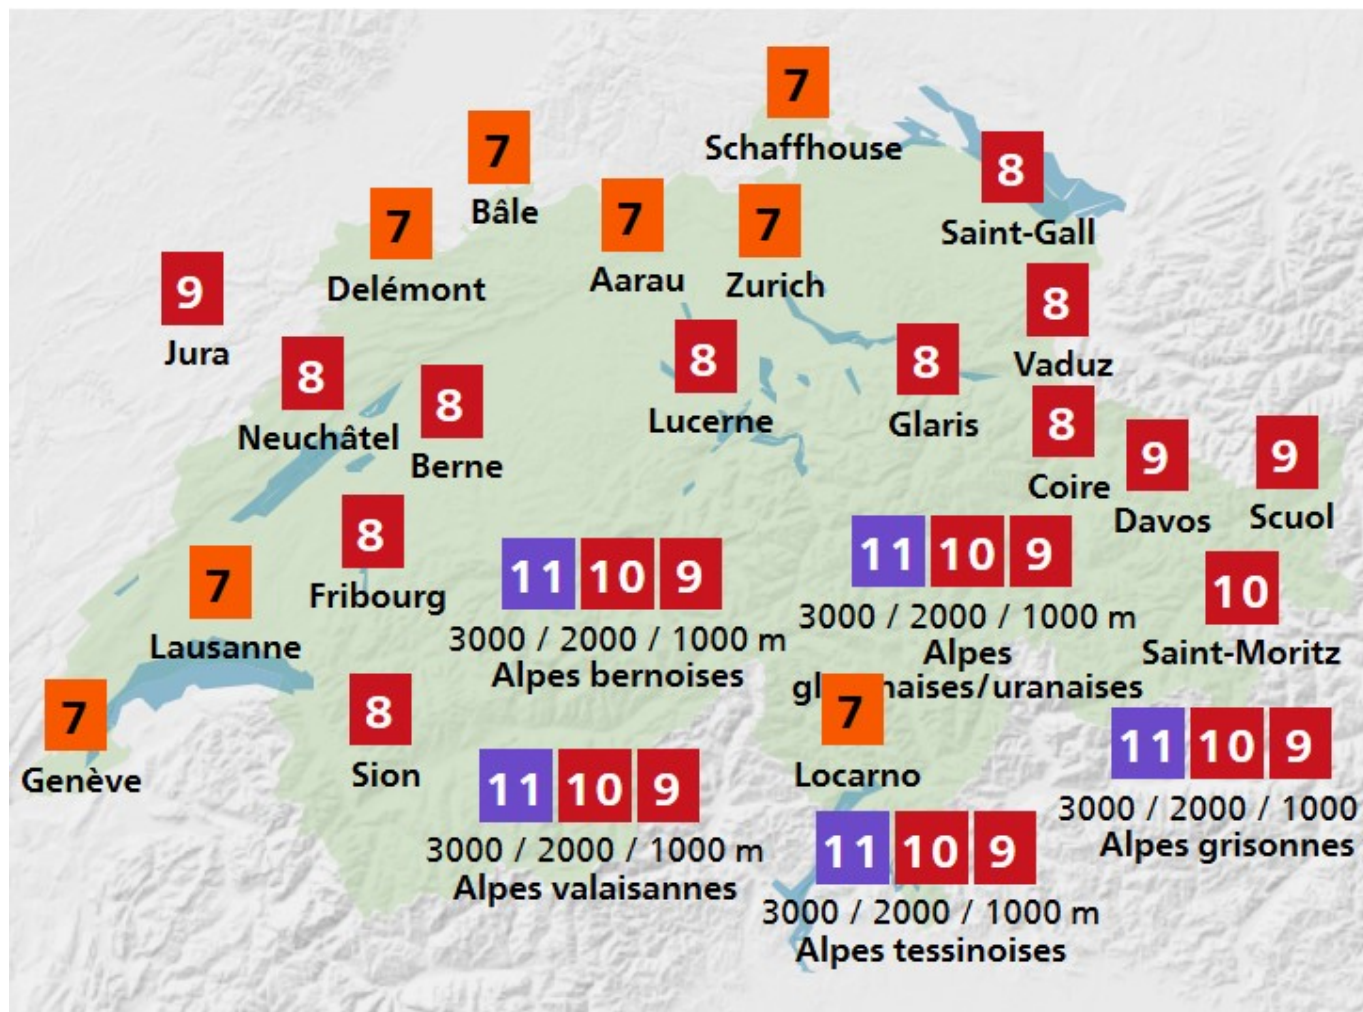 7
Schaffhouse
7
Bâle
8
Saint-Gall
7
Delémont
7
Aarau
7
Zurich
9
Jura
8
Vaduz
8
Neuchâtel
8
Berne
8
Lucerne
8
Glaris
8
Coire
9
Davos
9
Scuol
8
Fribourg
7
Lausanne
11 10 9
3000 / 2000 / 1000 m
Alpes bernoises
11 10 9
3000 / 2000 / 1000 m
Alpes
naises/uranaises
10
Saint-Moritz
7
Genève
8
Sion
7
Locarno
11 10 9
3000 / 2000 / 1000
Alpes grisonnes
11 10 9
3000 / 2000 / 1000 m
Alpes valaisannes
11 10 9
3000 / 2000 / 1000 m
Alpes tessinoises